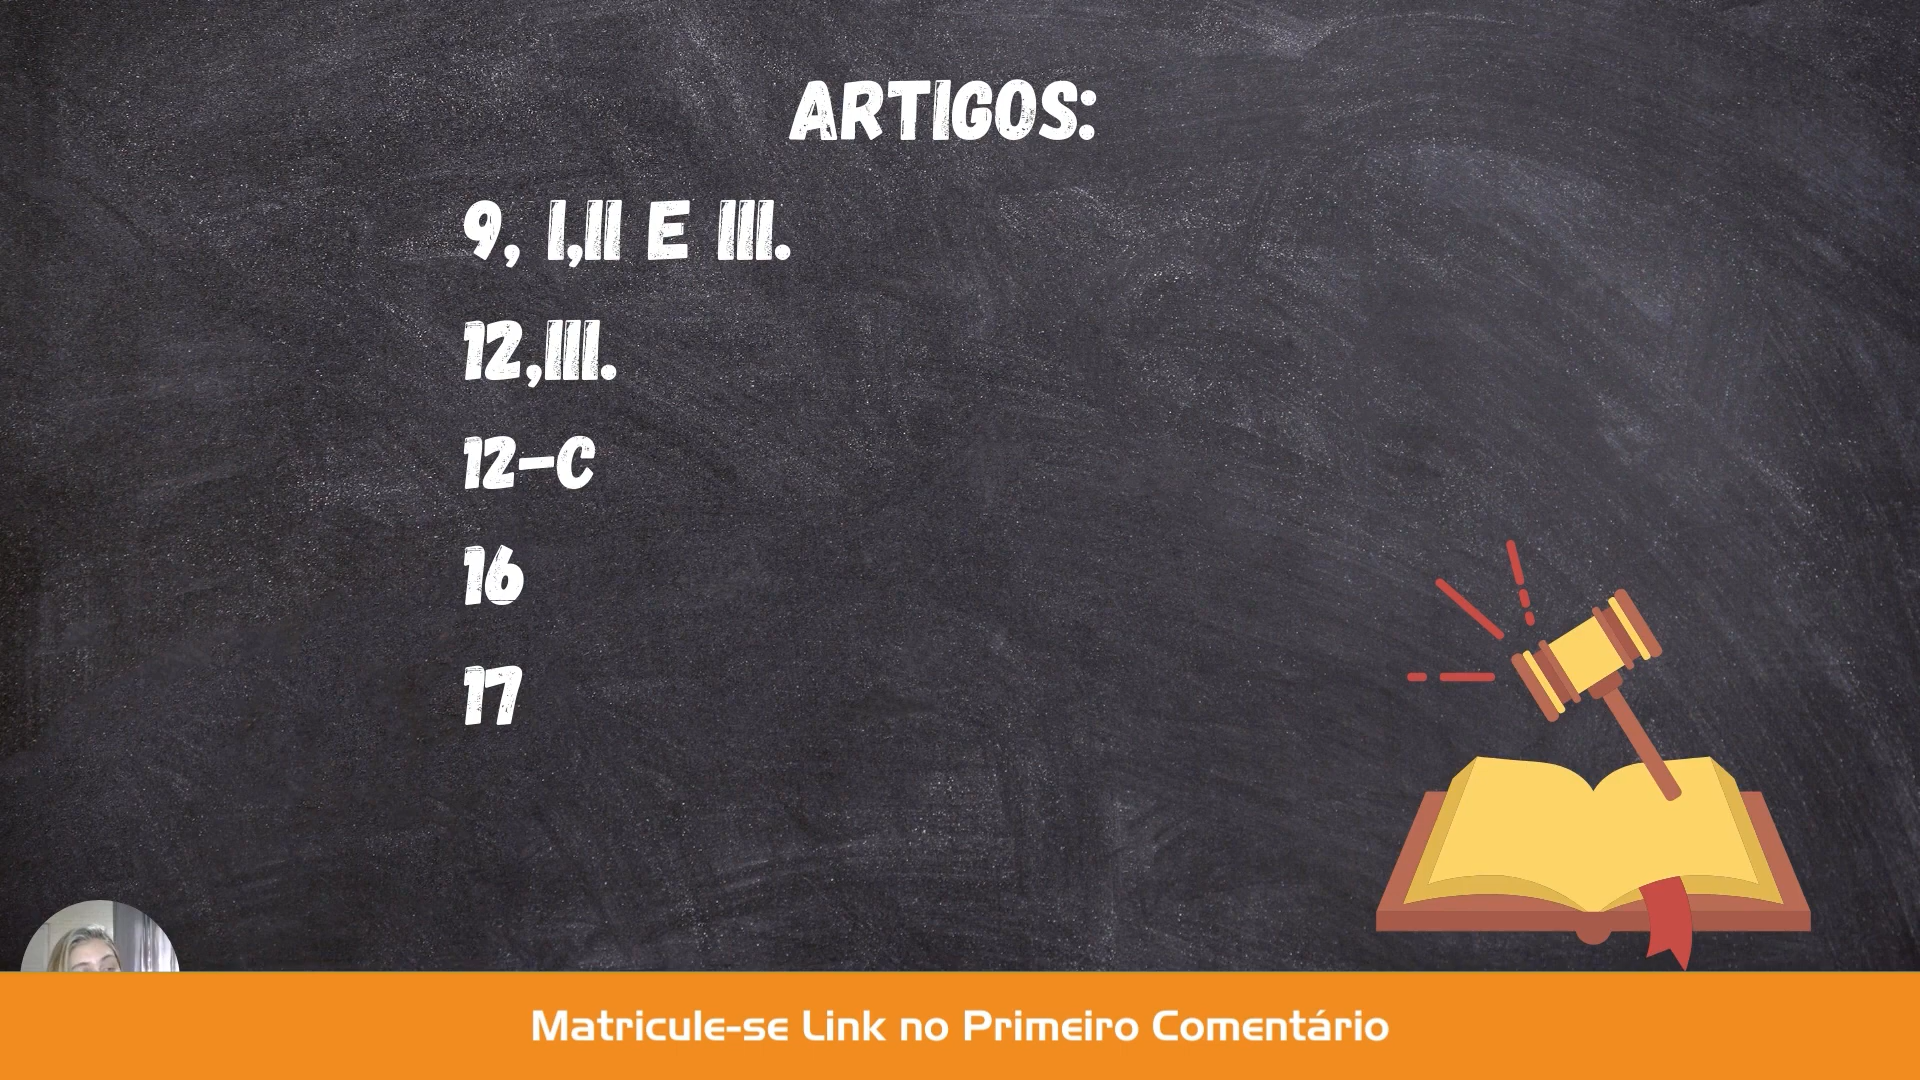 ARTIGOS:
9, I,II E III.
12,III.
12-C
16
17
Matricule-se Link no Primeiro Comentário